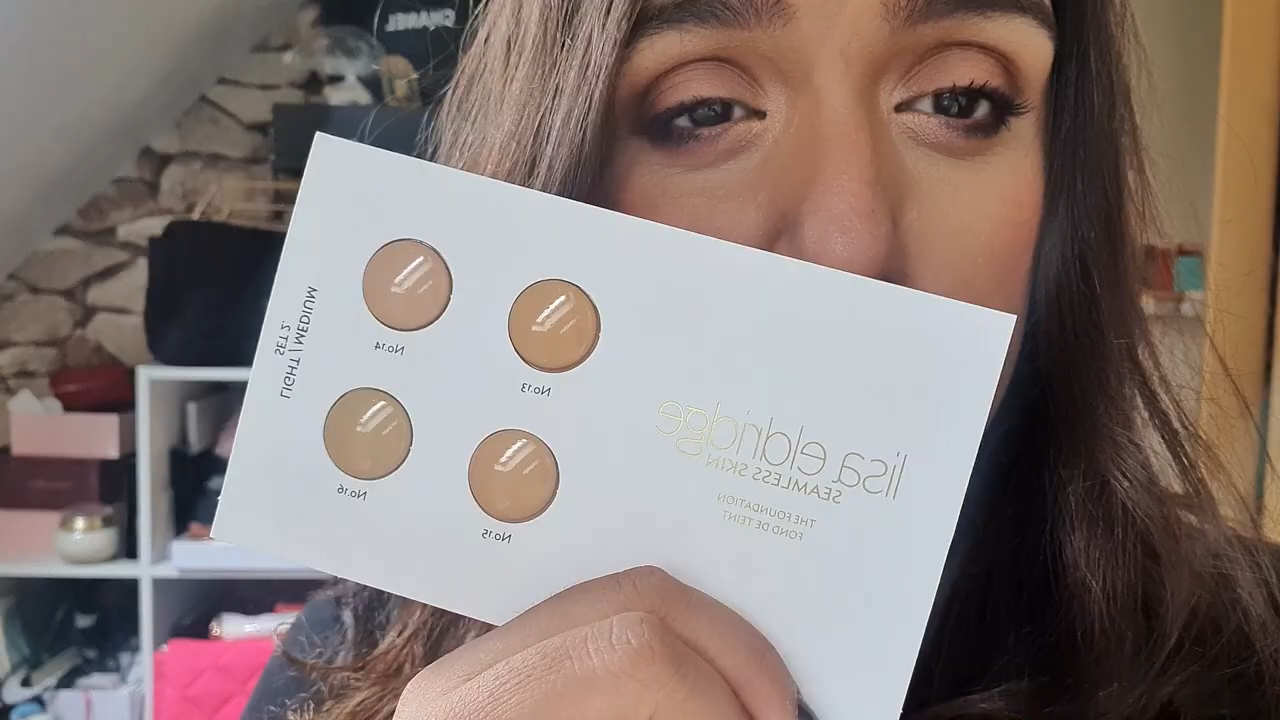 CHANEL
SET 2.
LIGHT | MEDIUM
No.14
No.13
No.16
No.15
lisa eldridge
SEAMLESS SKIN
THE FOUNDATION
FOND DE TEINT